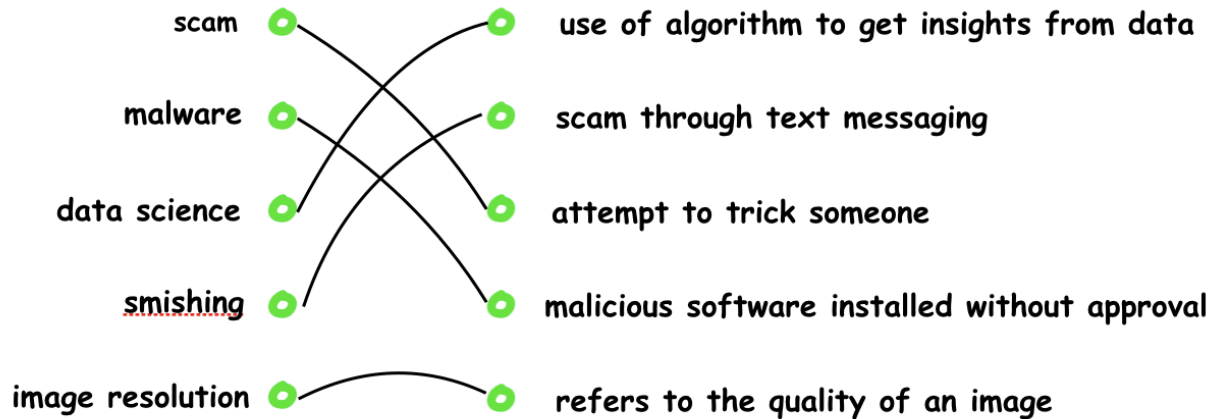 scam
use of algorithm to get insights from data
malware
scam through text messaging
data science
attempt to trick someone
smishing
malicious software installed without approval
image resolution
refers to the quality of an image